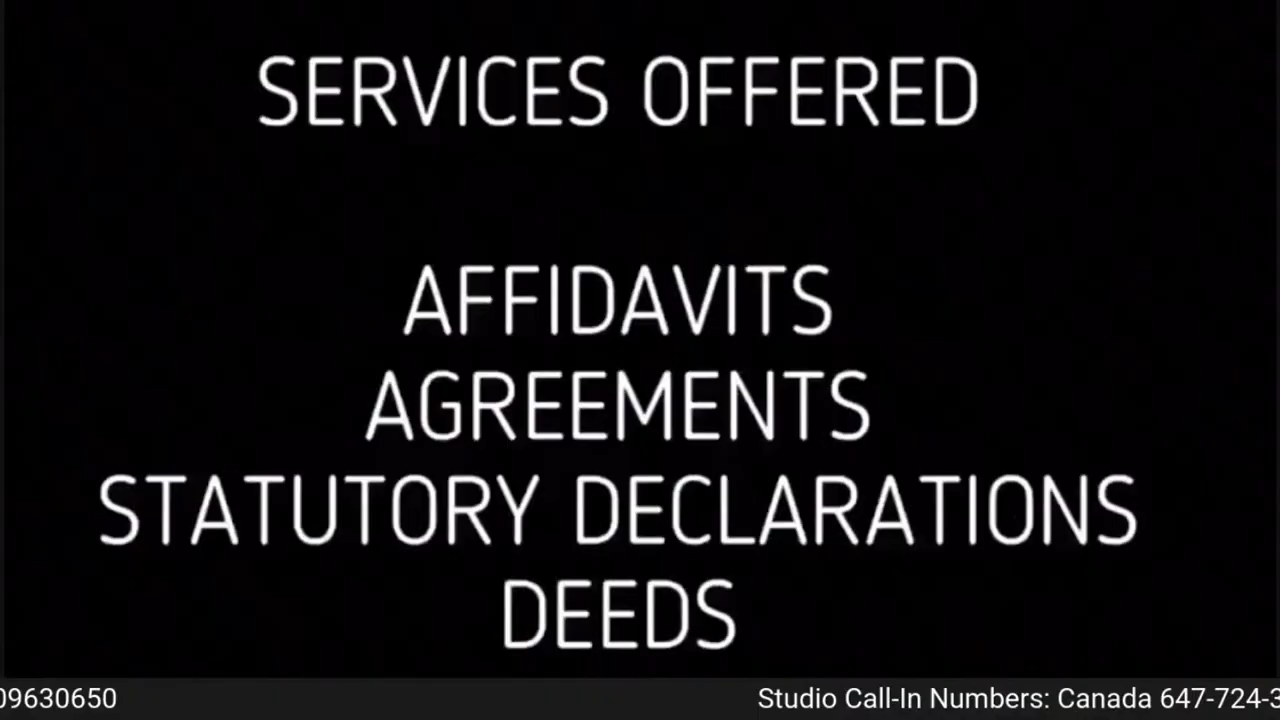 SERVICES OFFERED
AFFIDAVITS
AGREEMENTS
STATUTORY DECLARATIONS
DEEDS
09630650 Studio Call-In Numbers: Canada 647-724-3